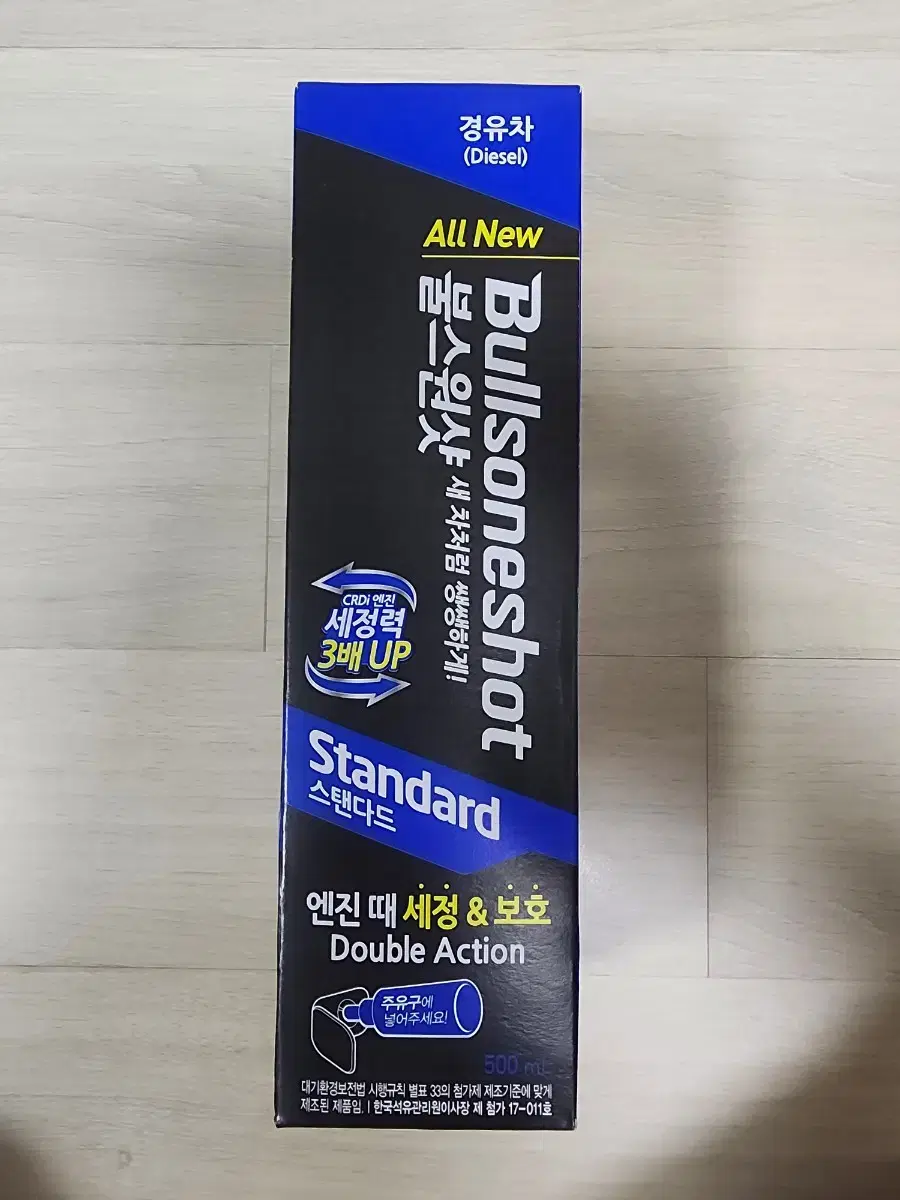 경유차
(Diesel)
All New
Bullsoneshot
불스원샷 새 차처럼 쌩쌩하게!
CRDi 엔진
세정력
3배 UP
Standard
스탠다드
엔진 때 세정 & 보호
Double Action
주유구에
넣어주세요!
500 mL
대기환경보전법 시행규칙 별표 33의 첨가제 제조기준에 맞게
제조된 제품임. | 한국석유관리원이사장 제 첨가 17-011호